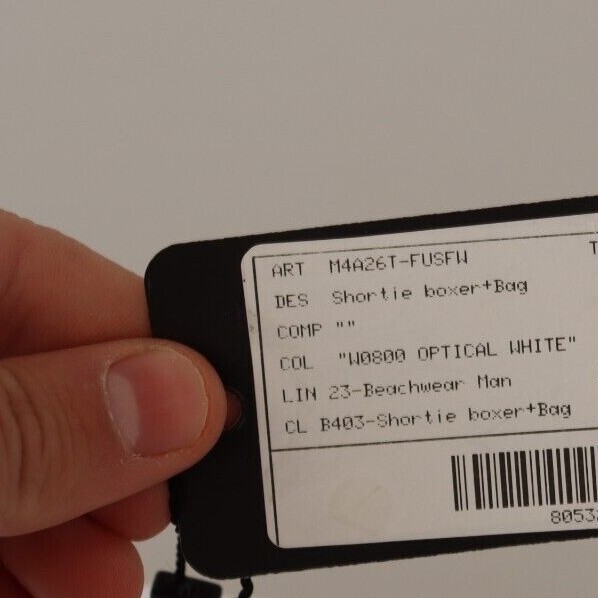 ART M4A26T-FUSFW T
DES Shortie boxer+Bag
COMP ""
COL "W0800 OPTICAL WHITE"
LIN 23-Beachwear Man
CL B403-Shortie boxer+Bag
8053